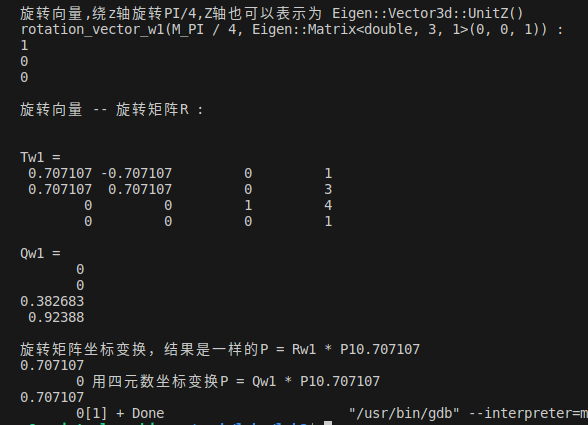 旋转向量,绕z轴旋转PI/4,Z轴也可以表示为 Eigen::Vector3d::UnitZ()
rotation_vector_w1(M_PI / 4, Eigen::Matrix<double, 3, 1>(0, 0, 1)) :
1
0
0
旋转向量 -- 旋转矩阵R :
Tw1 =
0.707107 -0.707107 0 1
0.707107 0.707107 0 3
0 0 1 4
0 0 0 1
Qw1 =
0
0
0.382683
0.92388
旋转矩阵坐标变换，结果是一样的P = Rw1 * P10.707107
0.707107
0 用四元数坐标变换P = Qw1 * P10.707107
0.707107
0[1] + Done "/usr/bin/gdb" --interpreter=m